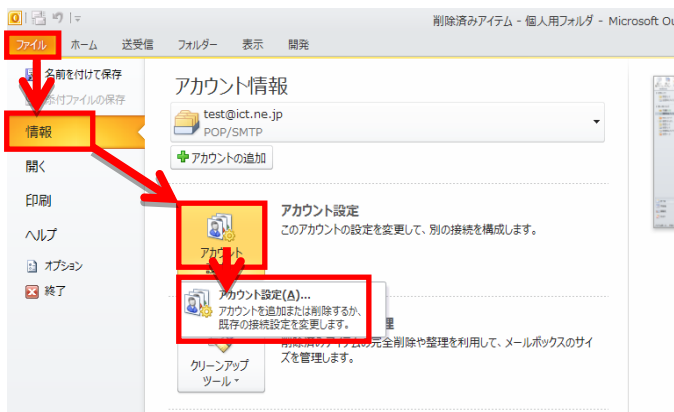 削除済みアイテム - 個人用フォルダ - Microsoft Ou
ファイル ホーム 送受信 フォルダー 表示 開発
名前を付けて保存
添付ファイルの保存
情報
開く
印刷
ヘルプ
オプション
終了
アカウント情報
test@ict.ne.jp
POP/SMTP
アカウントの追加
アカウント
アカウント設定
このアカウントの設定を変更して、別の接続を構成します。
アカウント設定(A)...
アカウントを追加または削除するか、
既存の接続設定を変更します。
理
削除済みアイテムの完全削除や整理を利用して、メールボックスのサイ
ズを管理します。
クリーンアップ
ツール